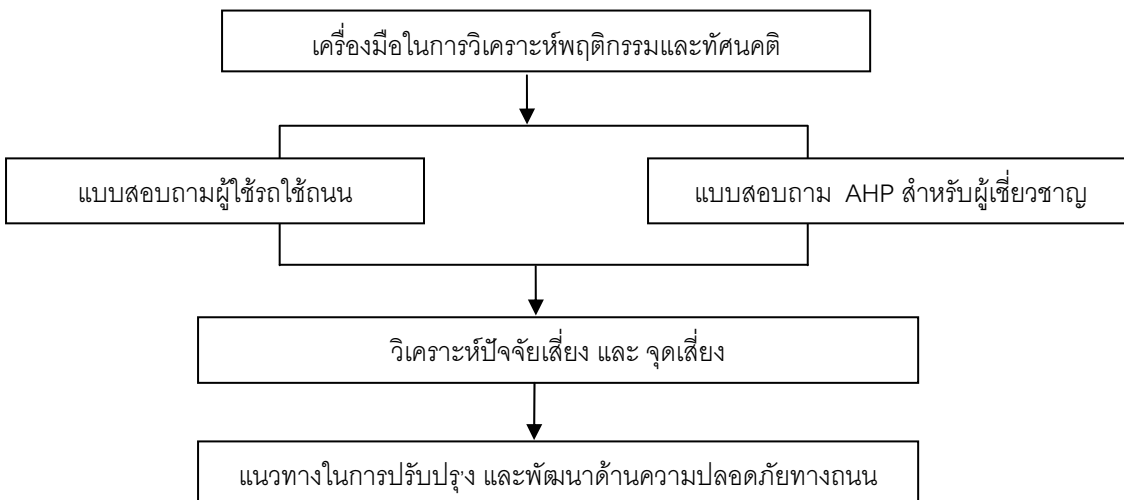 เครื่องมือในการวิเคราะห์พฤติกรรมและทัศนคติ
แบบสอบถามผู้ใช้รถใช้ถนน
แบบสอบถาม AHP สำหรับผู้เชี่ยวชาญ
วิเคราะห์ปัจจัยเสี่ยง และ จุดเสี่ยง
แนวทางในการปรับปรุง และพัฒนาด้านความปลอดภัยทางถนน